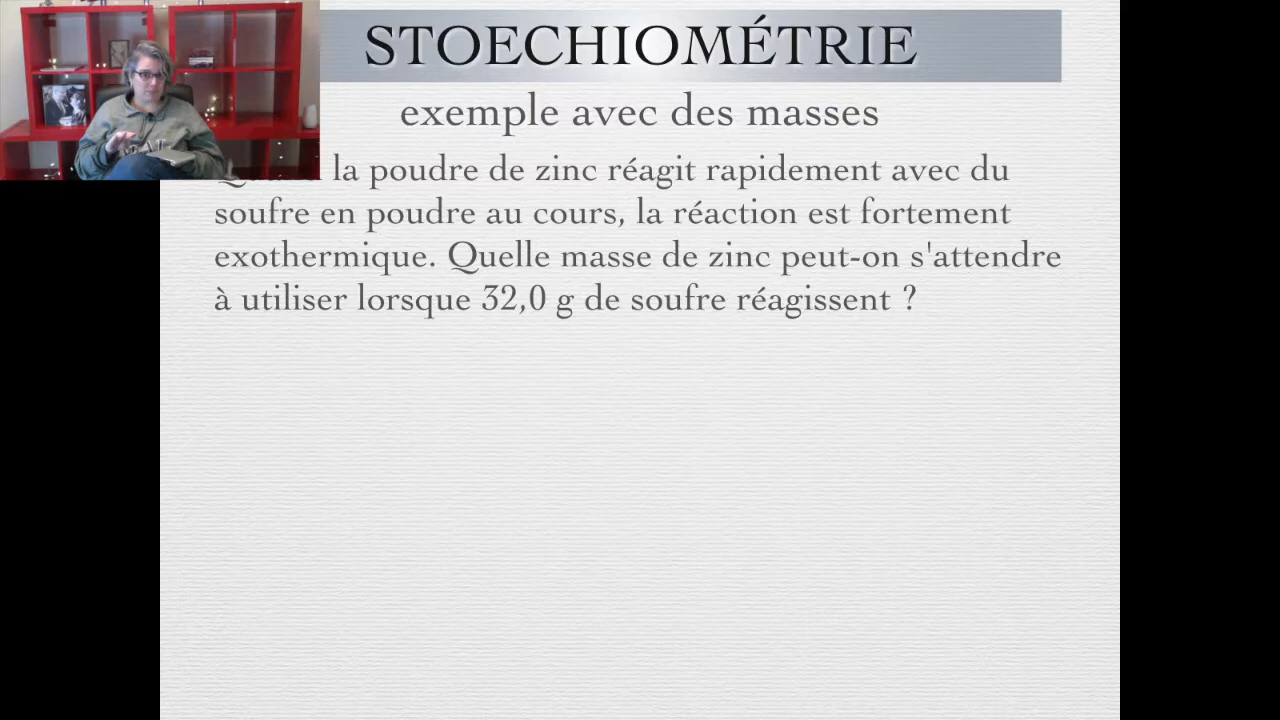 STOECHIOMÉTRIE
exemple avec des masses
la poudre de zinc réagit rapidement avec du
soufre en poudre au cours, la réaction est fortement
exothermique. Quelle masse de zinc peut-on s'attendre
à utiliser lorsque 32,0 g de soufre réagissent ?